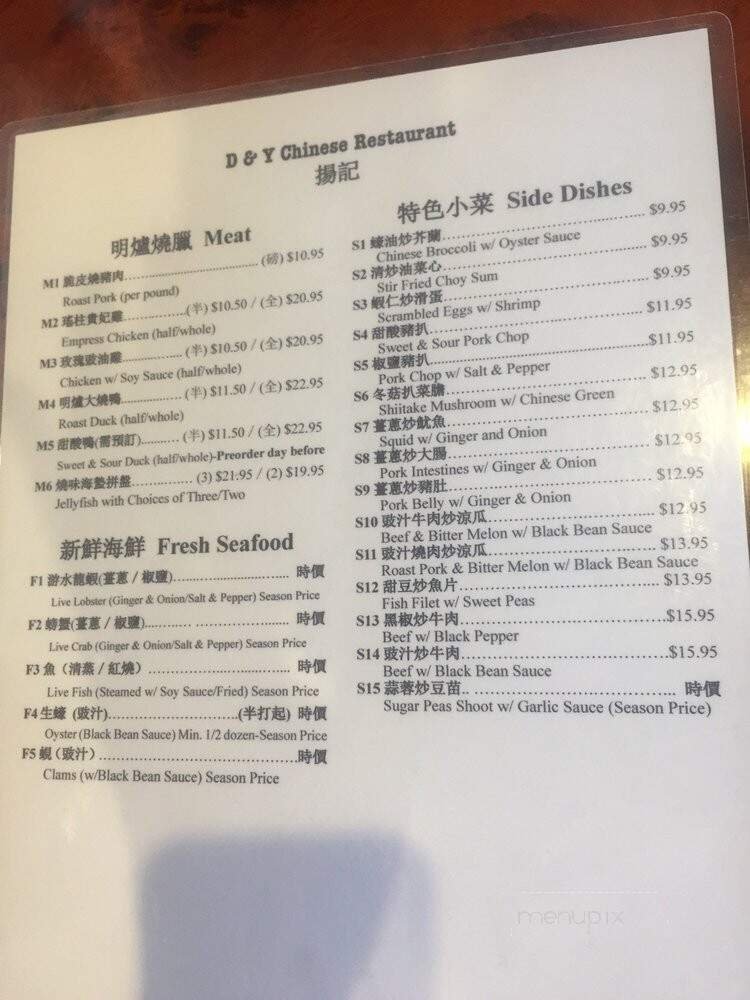 D & Y Chinese Restaurant
揚記
明爐燒臘 Meat
M1 脆皮燒豬肉..............................(磅) $10.95
Roast Pork (per pound)
M2 瑤柱貴妃雞...............(半) $10.50 / (全) $20.95
Empress Chicken (half/whole)
M3 玫瑰豉油雞............... (半) $10.50 / (全) $20.95
Chicken w/ Soy Sauce (half/whole)
M4 明爐大燒鴨............... (半) $11.50 / (全) $22.95
Roast Duck (half/whole)
M5 甜酸鴨(需預訂)........... (半) $11.50 / (全) $22.95
Sweet & Sour Duck (half/whole)-Preorder day before
M6 燒味海蜇拼盤............... (3) $21.95 / (2) $19.95
Jellyfish with Choices of Three/Two
新鮮海鮮 Fresh Seafood
F1 游水龍蝦(薑蔥 / 椒鹽)........................... 時價
Live Lobster (Ginger & Onion/Salt & Pepper) Season Price
F2 螃蟹(薑蔥 / 椒鹽)............ ...................... 時價
Live Crab (Ginger & Onion/Salt & Pepper) Season Price
F3 魚（清蒸 / 紅燒）............................... 時價
Live Fish (Steamed w/ Soy Sauce/Fried) Season Price
F4 生蠔 (豉汁)............................(半打起) 時價
Oyster (Black Bean Sauce) Min. 1/2 dozen-Season Price
F5 蜆（豉汁）..........................................時價
Clams (w/Black Bean Sauce) Season Price
特色小菜 Side Dishes
S1 蠔油炒芥蘭........................................ $9.95
Chinese Broccoli w/ Oyster Sauce
S2 清炒油菜心........................................ $9.95
Stir Fried Choy Sum
S3 蝦仁炒滑蛋........................................ $9.95
Scrambled Eggs w/ Shrimp
S4 甜酸豬扒........................................ $11.95
Sweet & Sour Pork Chop
S5 椒鹽豬扒........................................$11.95
Pork Chop w/ Salt & Pepper
S6 冬菇扒菜膽........................................ $12.95
Shiitake Mushroom w/ Chinese Green
S7 薑蔥炒魷魚........................................ $12.95
Squid w/ Ginger and Onion
S8 薑蔥炒大腸........................................ $12.95
Pork Intestines w/ Ginger & Onion
S9 薑蔥炒豬肚........................................ $12.95
Pork Belly w/ Ginger & Onion
S10 豉汁牛肉炒涼瓜................................ $12.95
Beef & Bitter Melon w/ Black Bean Sauce
S11 豉汁燒肉炒涼瓜................................ $13.95
Roast Pork & Bitter Melon w/ Black Bean Sauce
S12 甜豆炒魚片........................................ $13.95
Fish Filet w/ Sweet Peas
S13 黑椒炒牛肉........................................$15.95
Beef w/ Black Pepper
S14 豉汁炒牛肉........................................$15.95
Beef w/ Black Bean Sauce
S15 蒜蓉炒豆苗.. .................................... 時價
Sugar Peas Shoot w/ Garlic Sauce (Season Price)
menupix